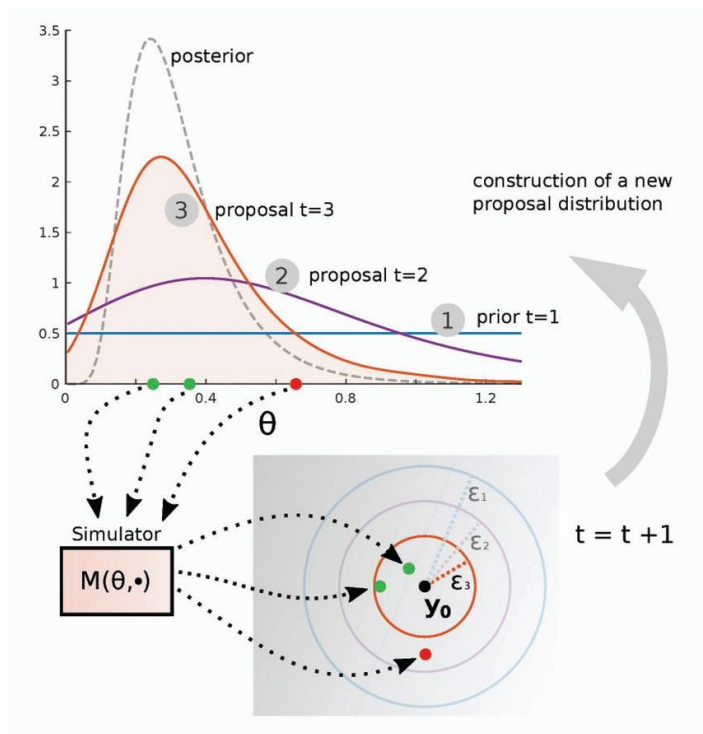 3.5
3
2.5
2
1.5
1
0.5
0
posterior
3 proposal t=3
2 proposal t=2
1 prior t=1
0 0.4 0.8 1.2
θ
construction of a new
proposal distribution
Simulator
M(θ,•)
ε₁
ε₂
ε₃
y₀
t = t +1